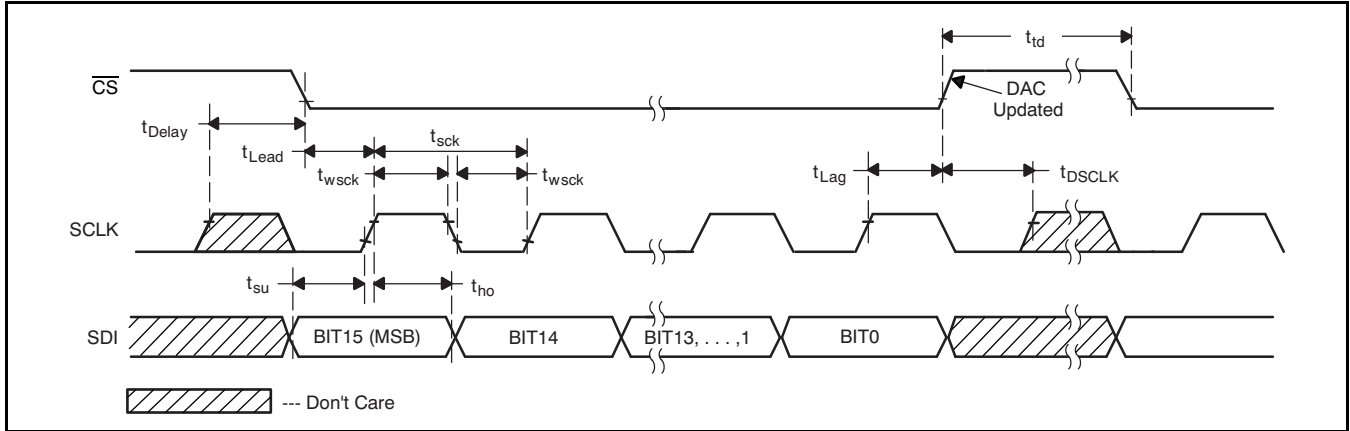 t_td
CS
DAC
Updated
t_Delay
t_Lead
t_sck
t_wsck
t_wsck
t_Lag
t_DSCLK
SCLK
t_su
t_ho
SDI
BIT15 (MSB)
BIT14
BIT13, . . . ,1
BIT0
--- Don't Care